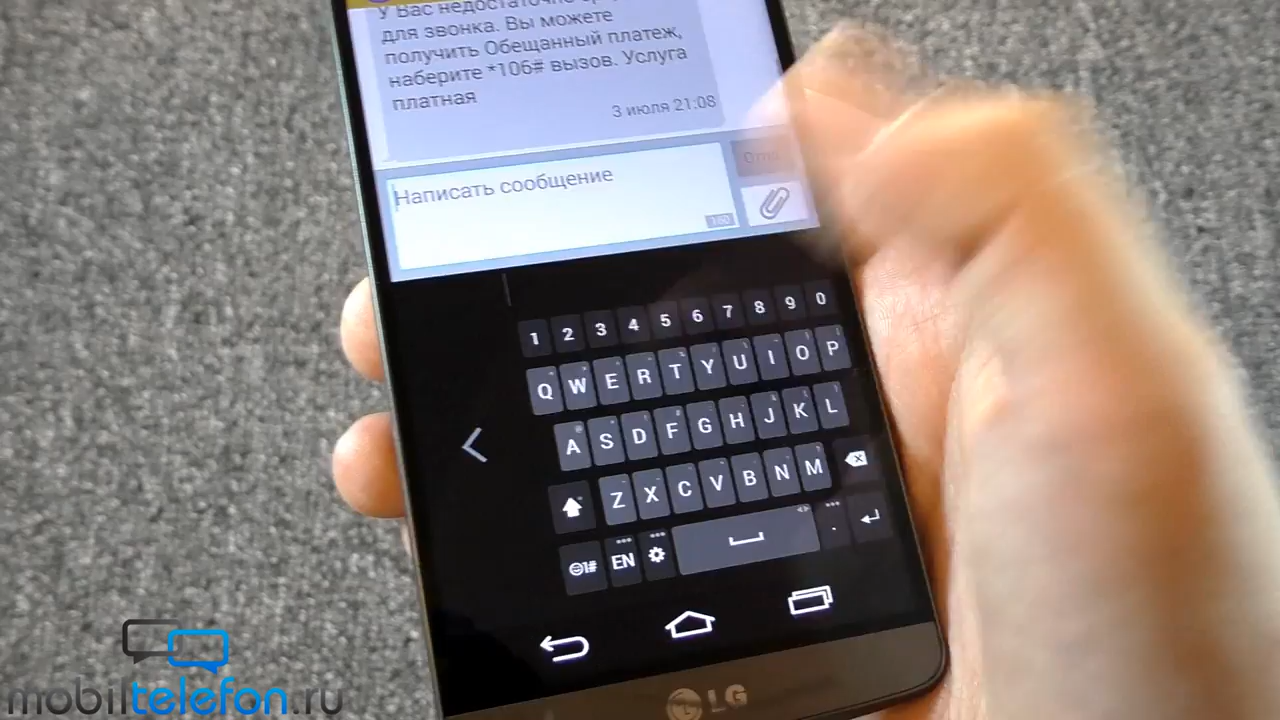 У Вас недостаточно
для звонка. Вы можете
получить Обещанный платеж,
наберите *106# вызов. Услуга
платная
3 июля 21:08
Написать сообщение
160
1 2 3 4 5 6 7 8 9 0
Q W E R T Y U I O P
A S D F G H J K L
Z X C V B N M
EN .
LG
mobiltelefon.ru